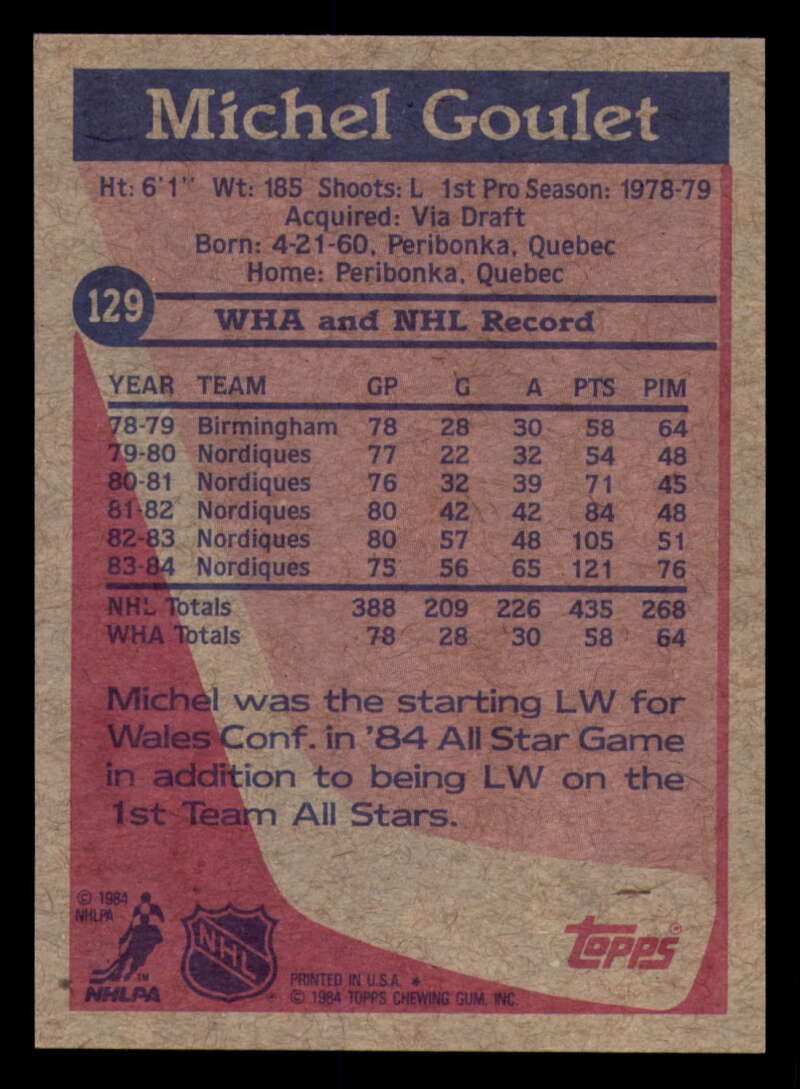 Michel Goulet
Ht: 6'1" Wt: 185 Shoots: L 1st Pro Season: 1978-79
Acquired: Via Draft
Born: 4-21-60, Peribonka, Quebec
Home: Peribonka, Quebec
129
WHA and NHL Record
YEAR TEAM GP G A PTS PIM
78-79 Birmingham 78 28 30 58 64
79-80 Nordiques 77 22 32 54 48
80-81 Nordiques 76 32 39 71 45
81-82 Nordiques 80 42 42 84 48
82-83 Nordiques 80 57 48 105 51
83-84 Nordiques 75 56 65 121 76
NHL Totals 388 209 226 435 268
WHA Totals 78 28 30 58 64
Michel was the starting LW for
Wales Conf. in '84 All Star Game
in addition to being LW on the
1st Team All Stars.
© 1984
NHLPA
TM
NHLPA
NHL
PRINTED IN U.S.A. *
© 1984 TOPPS CHEWING GUM, INC.
Topps®